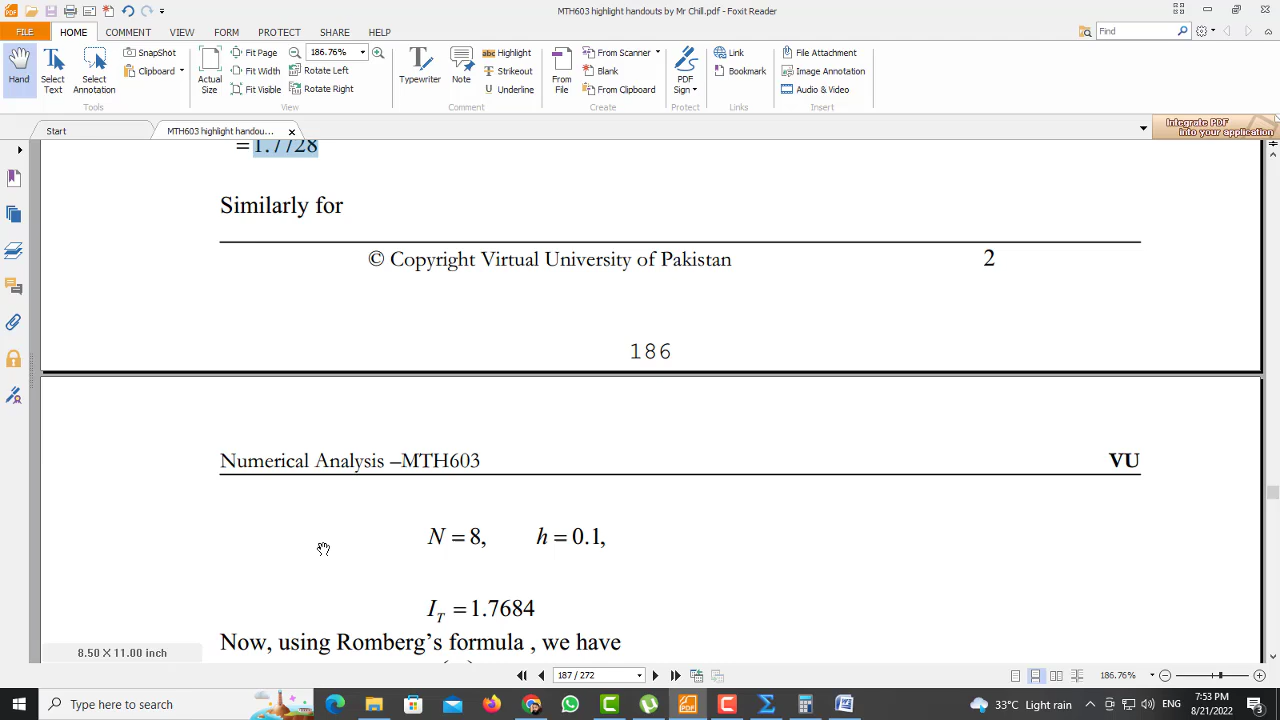 MTH603 highlight handouts by Mr Chill.pdf - Foxit Reader
FILE HOME COMMENT VIEW FORM PROTECT SHARE HELP
Find
Hand
Select Text
Select Annotation
SnapShot
Clipboard
Tools
Actual Size
Fit Page
Fit Width
Fit Visible
186.76%
Rotate Left
Rotate Right
View
Typewriter
Note
Highlight
Strikeout
Underline
Comment
From File
From Scanner
Blank
From Clipboard
Create
PDF Sign
Protect
Link
Bookmark
Links
File Attachment
Image Annotation
Audio & Video
Insert
Start
MTH603 highlight handou...
Integrate PDF
into your application
= 1.7728
Similarly for
© Copyright Virtual University of Pakistan 2
186
Numerical Analysis –MTH603 VU
N = 8, h = 0.1,
I_T = 1.7684
Now, using Romberg's formula , we have
8.50 x 11.00 inch
187 / 272
186.76%
Type here to search
33°C Light rain
ENG
7:53 PM
8/21/2022
3